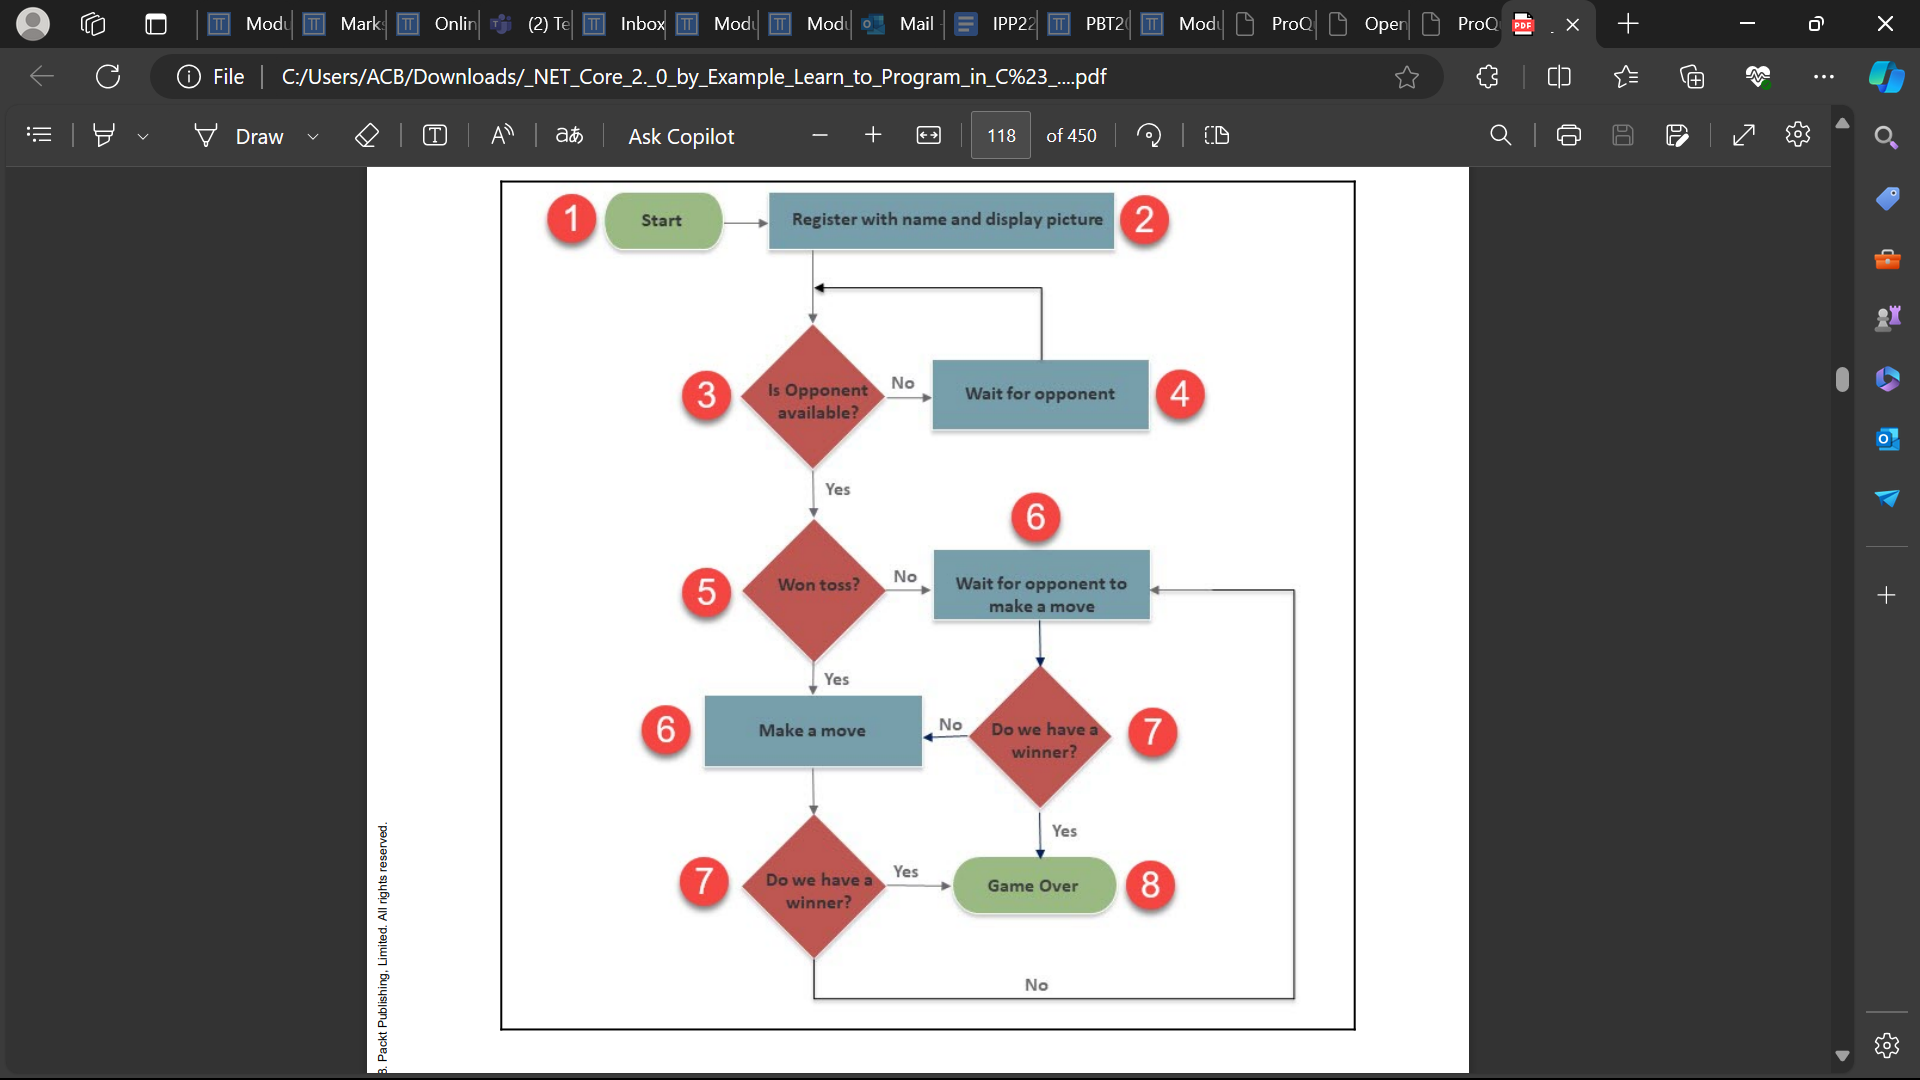 Modu
Mark
Onlin
(2) Te
Inbox
Modu
Modu
Mail
IPP22
PBT2(
Modu
ProQ
Open
ProQ
File
C:/Users/ACB/Downloads/_NET_Core_2._0_by_Example_Learn_to_Program_in_C%23_....pdf
Draw
Ask Copilot
118 of 450
1
Start
Register with name and display picture
2
3
Is Opponent
available?
No
Wait for opponent
4
Yes
6
5
Won toss?
No
Wait for opponent to
make a move
Yes
6
Make a move
No
Do we have a
winner?
7
Yes
7
Do we have a
winner?
Yes
Game Over
8
No
8. Packt Publishing, Limited. All rights reserved.